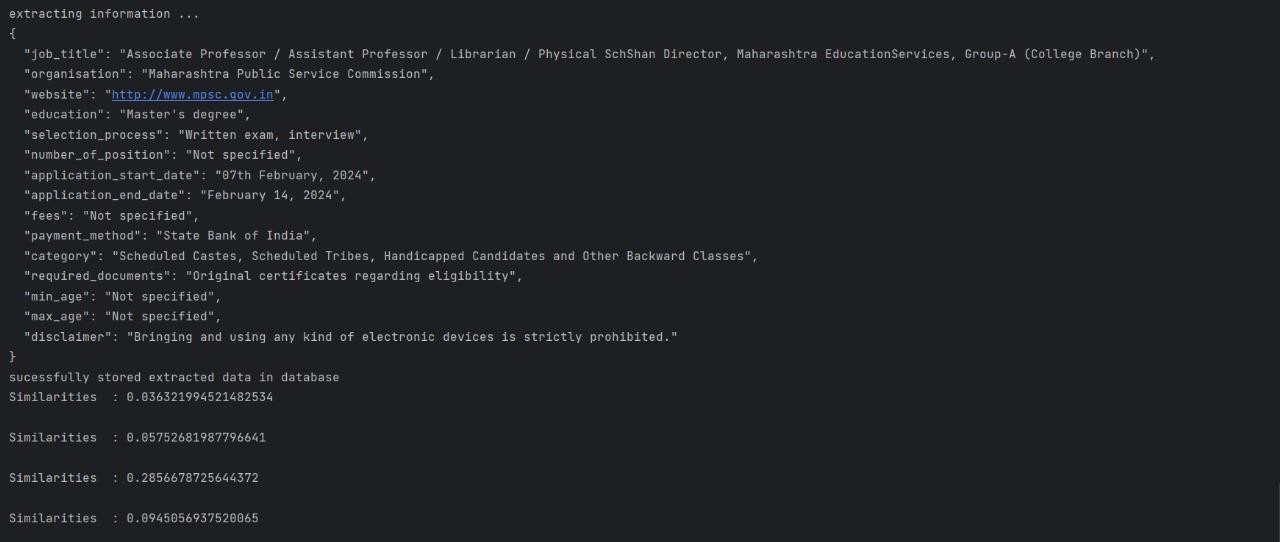 extracting information ...
{
  "job_title": "Associate Professor / Assistant Professor / Librarian / Physical SchShan Director, Maharashtra EducationServices, Group-A (College Branch)",
  "organisation": "Maharashtra Public Service Commission",
  "website": "http://www.mpsc.gov.in",
  "education": "Master's degree",
  "selection_process": "Written exam, interview",
  "number_of_position": "Not specified",
  "application_start_date": "07th February, 2024",
  "application_end_date": "February 14, 2024",
  "fees": "Not specified",
  "payment_method": "State Bank of India",
  "category": "Scheduled Castes, Scheduled Tribes, Handicapped Candidates and Other Backward Classes",
  "required_documents": "Original certificates regarding eligibility",
  "min_age": "Not specified",
  "max_age": "Not specified",
  "disclaimer": "Bringing and using any kind of electronic devices is strictly prohibited."
}
sucessfully stored extracted data in database
Similarities  : 0.036321994521482534
Similarities  : 0.05752681987796641
Similarities  : 0.2856678725644372
Similarities  : 0.0945056937520065